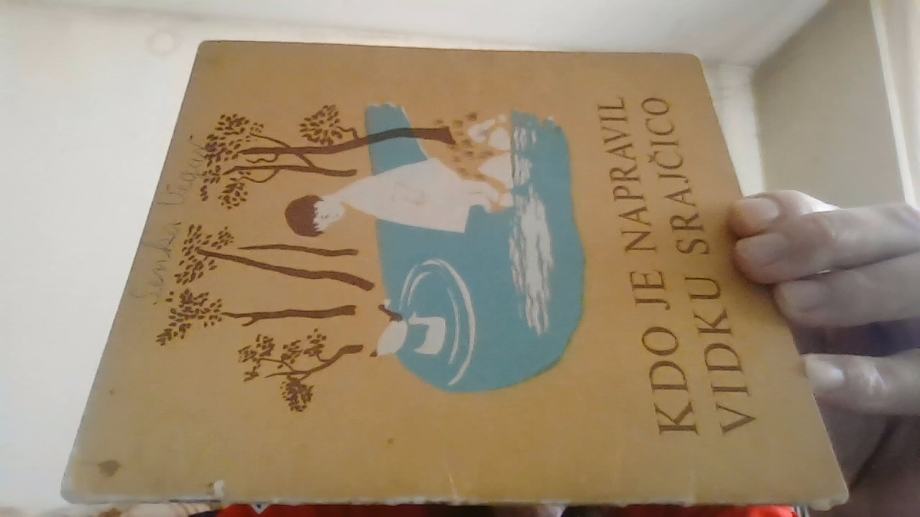 KDO JE NAPRAVIL
VIDKU SRAJČICO